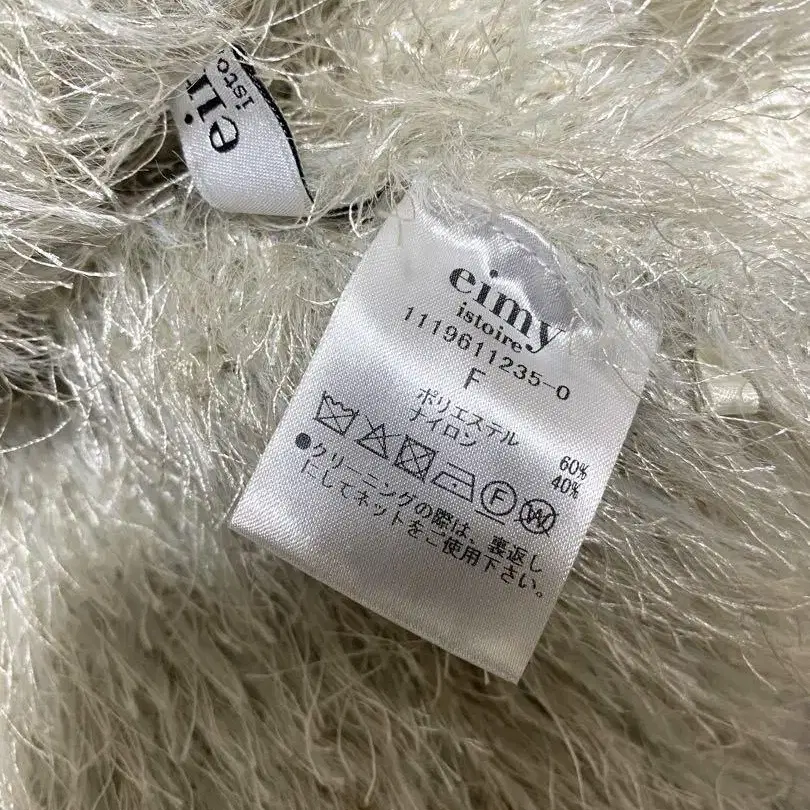 eimy
istoire
1119611235-0
F
ポリエステル 60%
ナイロン 40%
●クリーニングの際は、裏返し
にしてネットをご使用下さい。